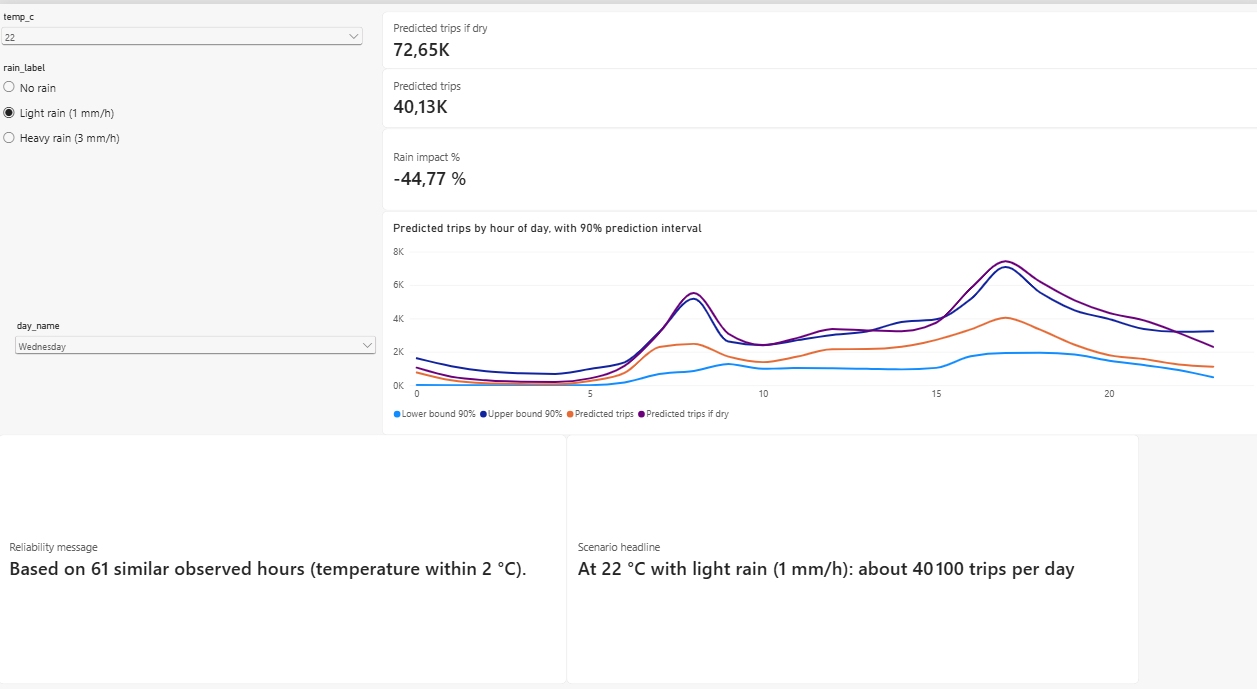 temp_c
22
rain_label
No rain
Light rain (1 mm/h)
Heavy rain (3 mm/h)
day_name
Wednesday
Predicted trips if dry
72,65K
Predicted trips
40,13K
Rain impact %
-44,77 %
Predicted trips by hour of day, with 90% prediction interval
8K
6K
4K
2K
0K
0 5 10 15 20
Lower bound 90% Upper bound 90% Predicted trips Predicted trips if dry
Reliability message
Based on 61 similar observed hours (temperature within 2 °C).
Scenario headline
At 22 °C with light rain (1 mm/h): about 40 100 trips per day